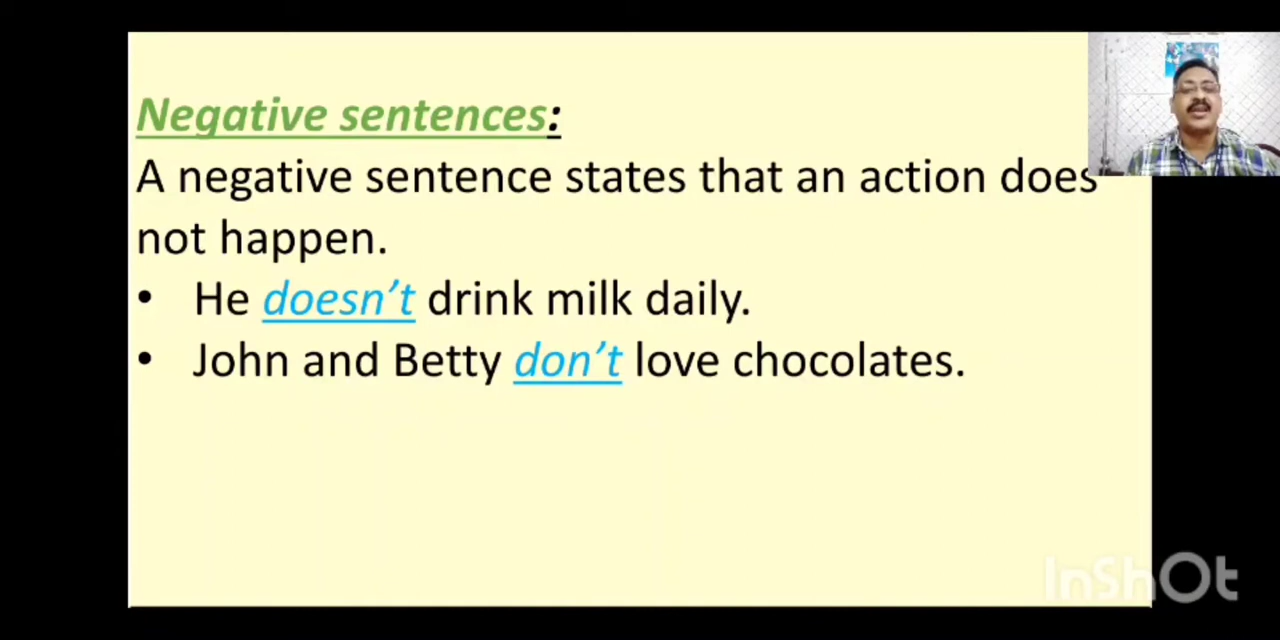 Negative sentences:
A negative sentence states that an action does
not happen.
• He doesn’t drink milk daily.
• John and Betty don’t love chocolates.
InShOt